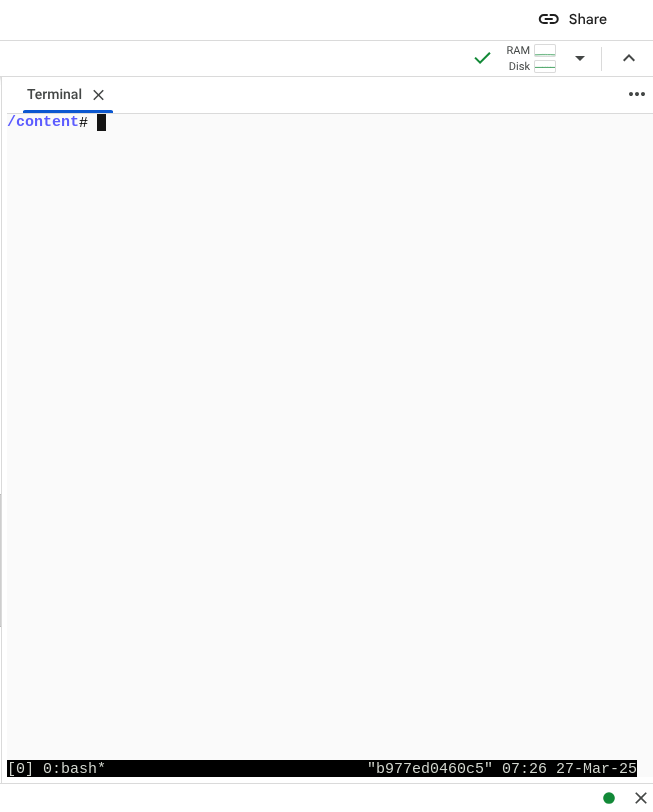 Share
RAM
Disk
Terminal
/content#
[0] 0:bash* "b977ed0460c5" 07:26 27-Mar-25